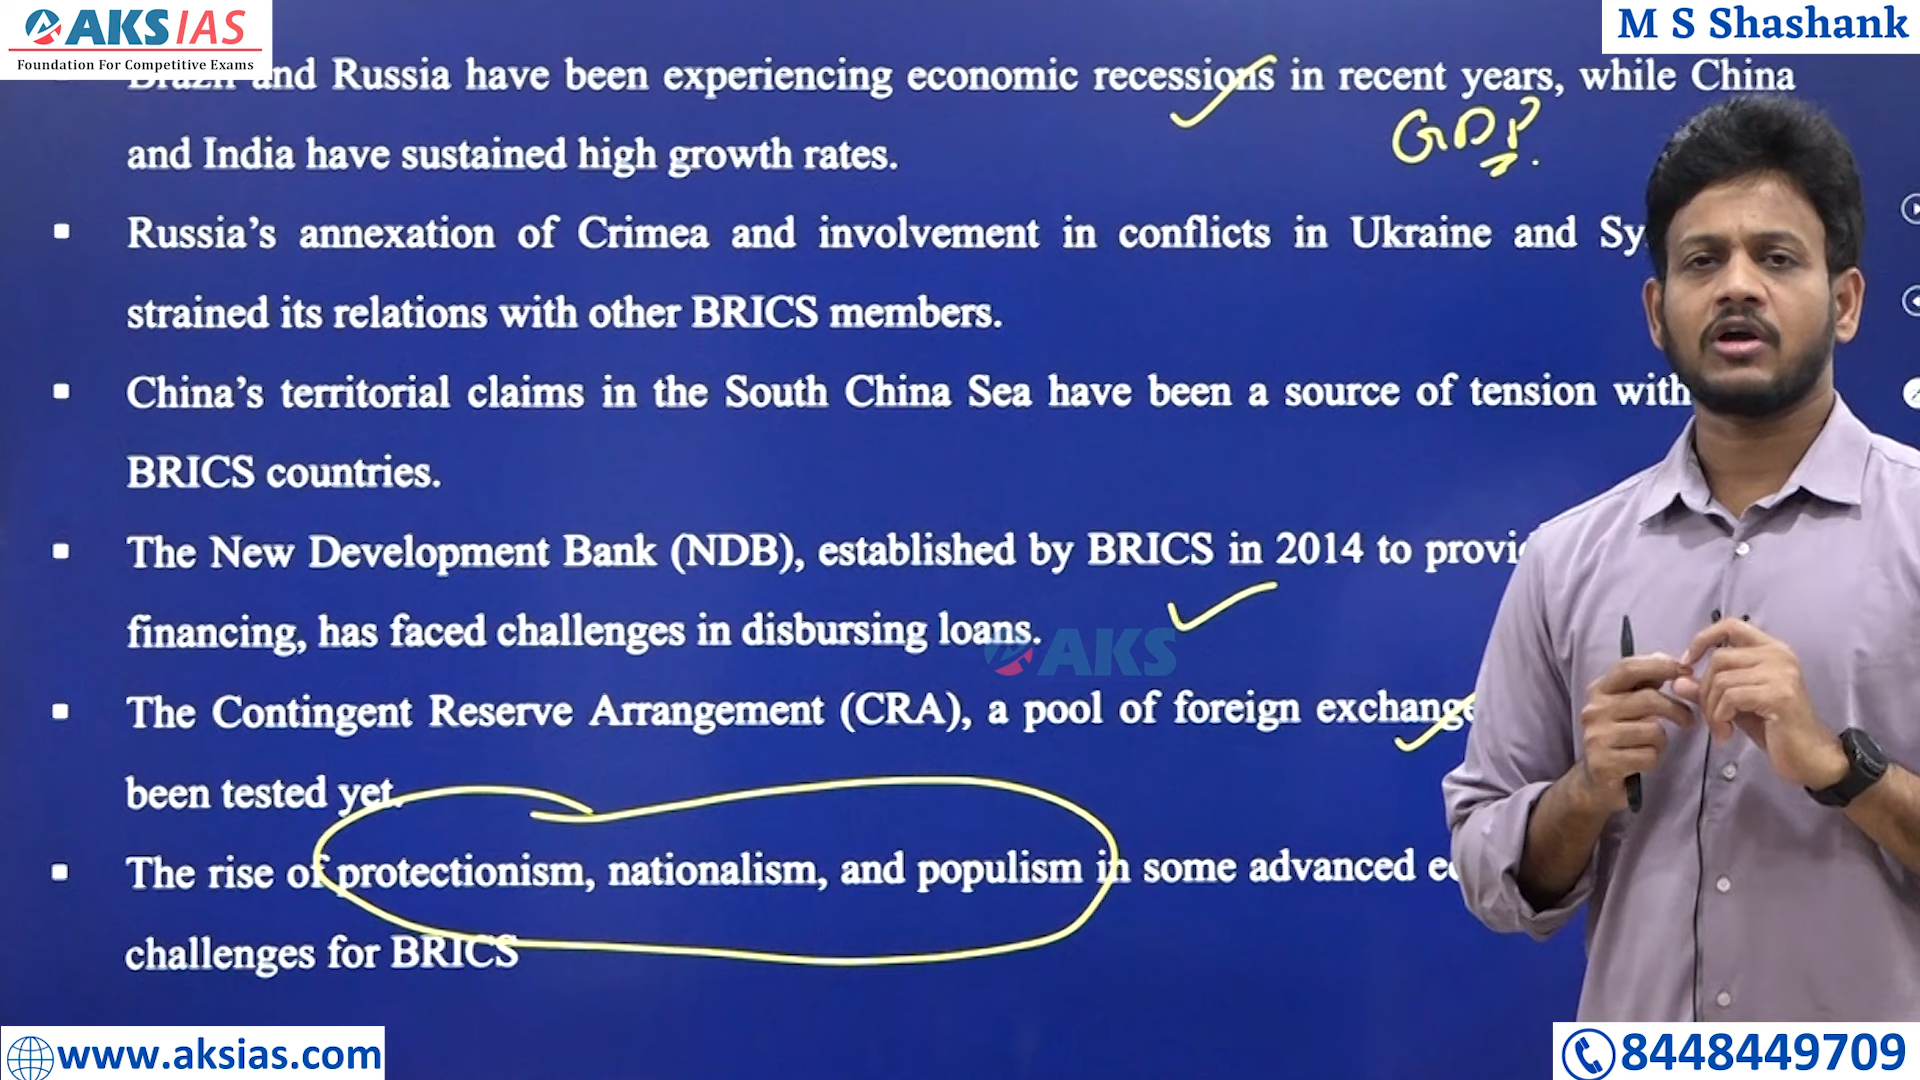 AKS IAS
Foundation For Competitive Exams
M S Shashank
Brazil and Russia have been experiencing economic recessions in recent years, while China
GDP?
and India have sustained high growth rates.
▪ Russia’s annexation of Crimea and involvement in conflicts in Ukraine and
strained its relations with other BRICS members.
▪ China’s territorial claims in the South China Sea have been a source of tension with
BRICS countries.
▪ The New Development Bank (NDB), established by BRICS in 2014 to
financing, has faced challenges in disbursing loans.
AKS
▪ The Contingent Reserve Arrangement (CRA), a pool of foreign exchange
been tested yet.
▪ The rise of protectionism, nationalism, and populism in some advanced
challenges for BRICS
www.aksias.com
8448449709